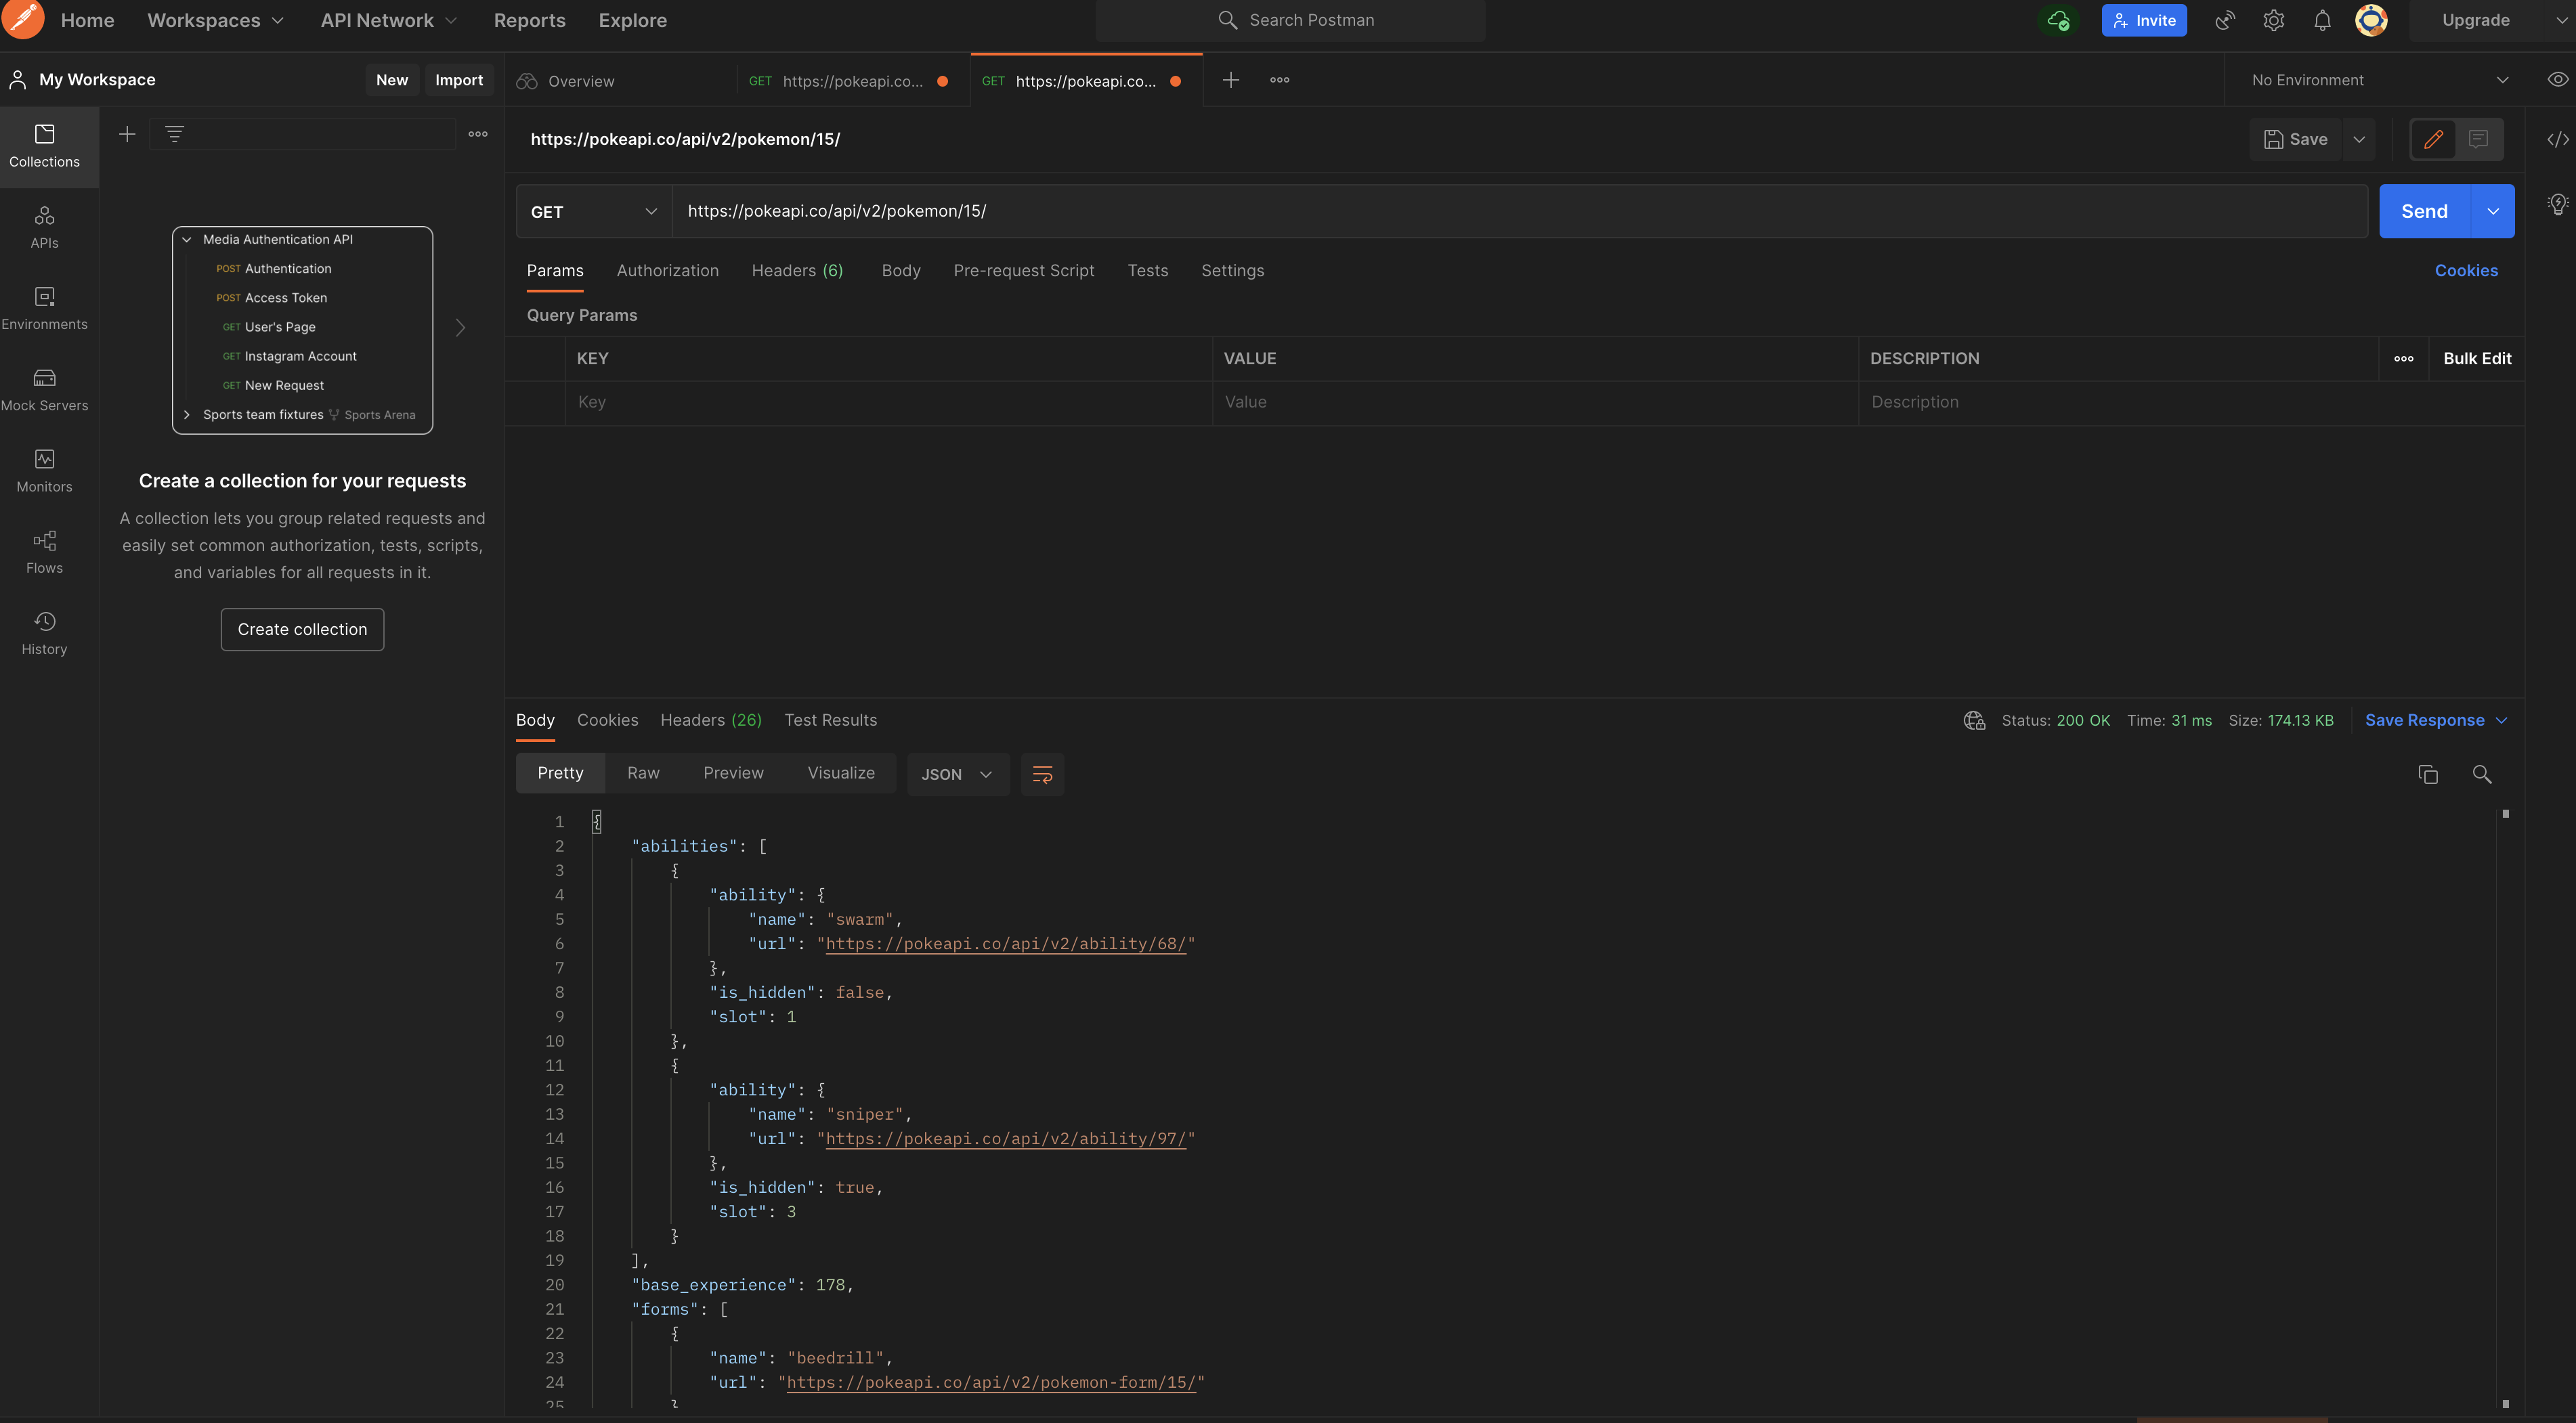 Home Workspaces API Network Reports Explore Search Postman Invite Upgrade
My Workspace New Import Overview GET https://pokeapi.co... GET https://pokeapi.co... No Environment
Collections
APIs
Environments
Mock Servers
Monitors
Flows
History
Media Authentication API
POST Authentication
POST Access Token
GET User's Page
GET Instagram Account
GET New Request
Sports team fixtures Sports Arena
Create a collection for your requests
A collection lets you group related requests and
easily set common authorization, tests, scripts,
and variables for all requests in it.
Create collection
https://pokeapi.co/api/v2/pokemon/15/ Save
GET https://pokeapi.co/api/v2/pokemon/15/ Send
Params Authorization Headers (6) Body Pre-request Script Tests Settings Cookies
Query Params
KEY VALUE DESCRIPTION Bulk Edit
Key Value Description
Body Cookies Headers (26) Test Results Status: 200 OK Time: 31 ms Size: 174.13 KB Save Response
Pretty Raw Preview Visualize JSON
1 {
2 "abilities": [
3 {
4 "ability": {
5 "name": "swarm",
6 "url": "https://pokeapi.co/api/v2/ability/68/"
7 },
8 "is_hidden": false,
9 "slot": 1
10 },
11 {
12 "ability": {
13 "name": "sniper",
14 "url": "https://pokeapi.co/api/v2/ability/97/"
15 },
16 "is_hidden": true,
17 "slot": 3
18 }
19 ],
20 "base_experience": 178,
21 "forms": [
22 {
23 "name": "beedrill",
24 "url": "https://pokeapi.co/api/v2/pokemon-form/15/"
25 }